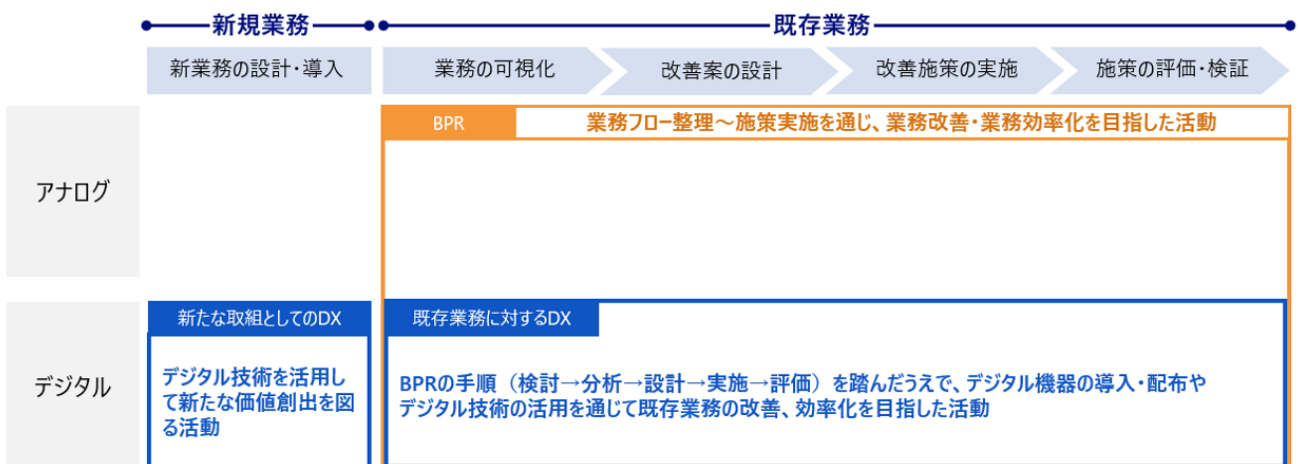 新規業務
既存業務
新業務の設計・導入
業務の可視化
改善案の設計
改善施策の実施
施策の評価・検証
BPR
業務フロー整理～施策実施を通じ、業務改善・業務効率化を目指した活動
アナログ
デジタル
新たな取組としてのDX
デジタル技術を活用し
て新たな価値創出を図
る活動
既存業務に対するDX
BPRの手順（検討→分析→設計→実施→評価）を踏んだうえで、デジタル機器の導入・配布や
デジタル技術の活用を通じて既存業務の改善、効率化を目指した活動